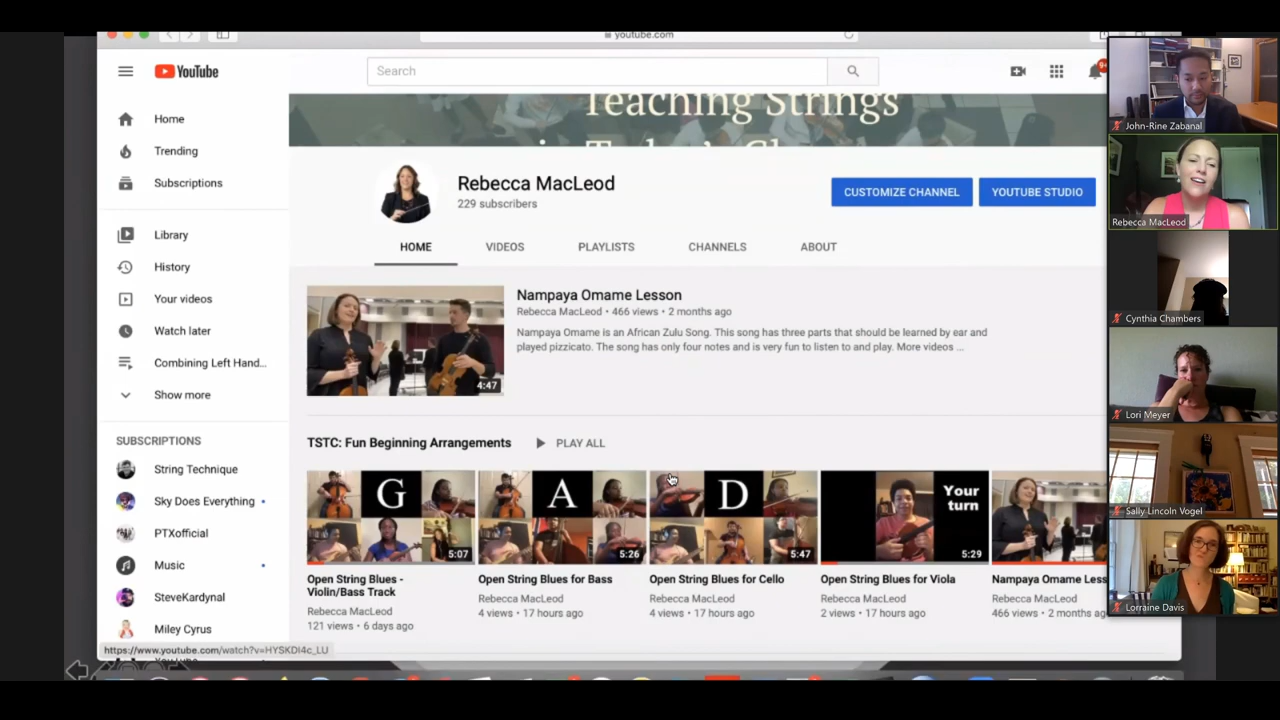 youtube.com
YouTube
Search
9+
Teaching Strings
in Today's
Home
Trending
Subscriptions
Library
History
Your videos
Watch later
Combining Left Hand...
Show more
SUBSCRIPTIONS
String Technique
Sky Does Everything
PTXofficial
Music
SteveKardynal
Miley Cyrus
Rebecca MacLeod
229 subscribers
CUSTOMIZE CHANNEL
YOUTUBE STUDIO
HOME VIDEOS PLAYLISTS CHANNELS ABOUT
4:47
Nampaya Omame Lesson
Rebecca MacLeod • 466 views • 2 months ago
Nampaya Omame is an African Zulu Song. This song has three parts that should be learned by ear and
played pizzicato. The song has only four notes and is very fun to listen to and play. More videos ...
TSTC: Fun Beginning Arrangements PLAY ALL
G
5:07
Open String Blues -
Violin/Bass Track
Rebecca MacLeod
121 views • 6 days ago
A
5:26
Open String Blues for Bass
Rebecca MacLeod
4 views • 17 hours ago
D
5:47
Open String Blues for Cello
Rebecca MacLeod
4 views • 17 hours ago
Your
turn
5:29
Open String Blues for Viola
Rebecca MacLeod
2 views • 17 hours ago
Nampaya Omame Less
Rebecca MacLeod
466 views • 2 months
https://www.youtube.com/watch?v=HYSKDI4c_LU
John-Rine Zabanal
Rebecca MacLeod
Cynthia Chambers
Lori Meyer
Sally Lincoln Vogel
Lorraine Davis